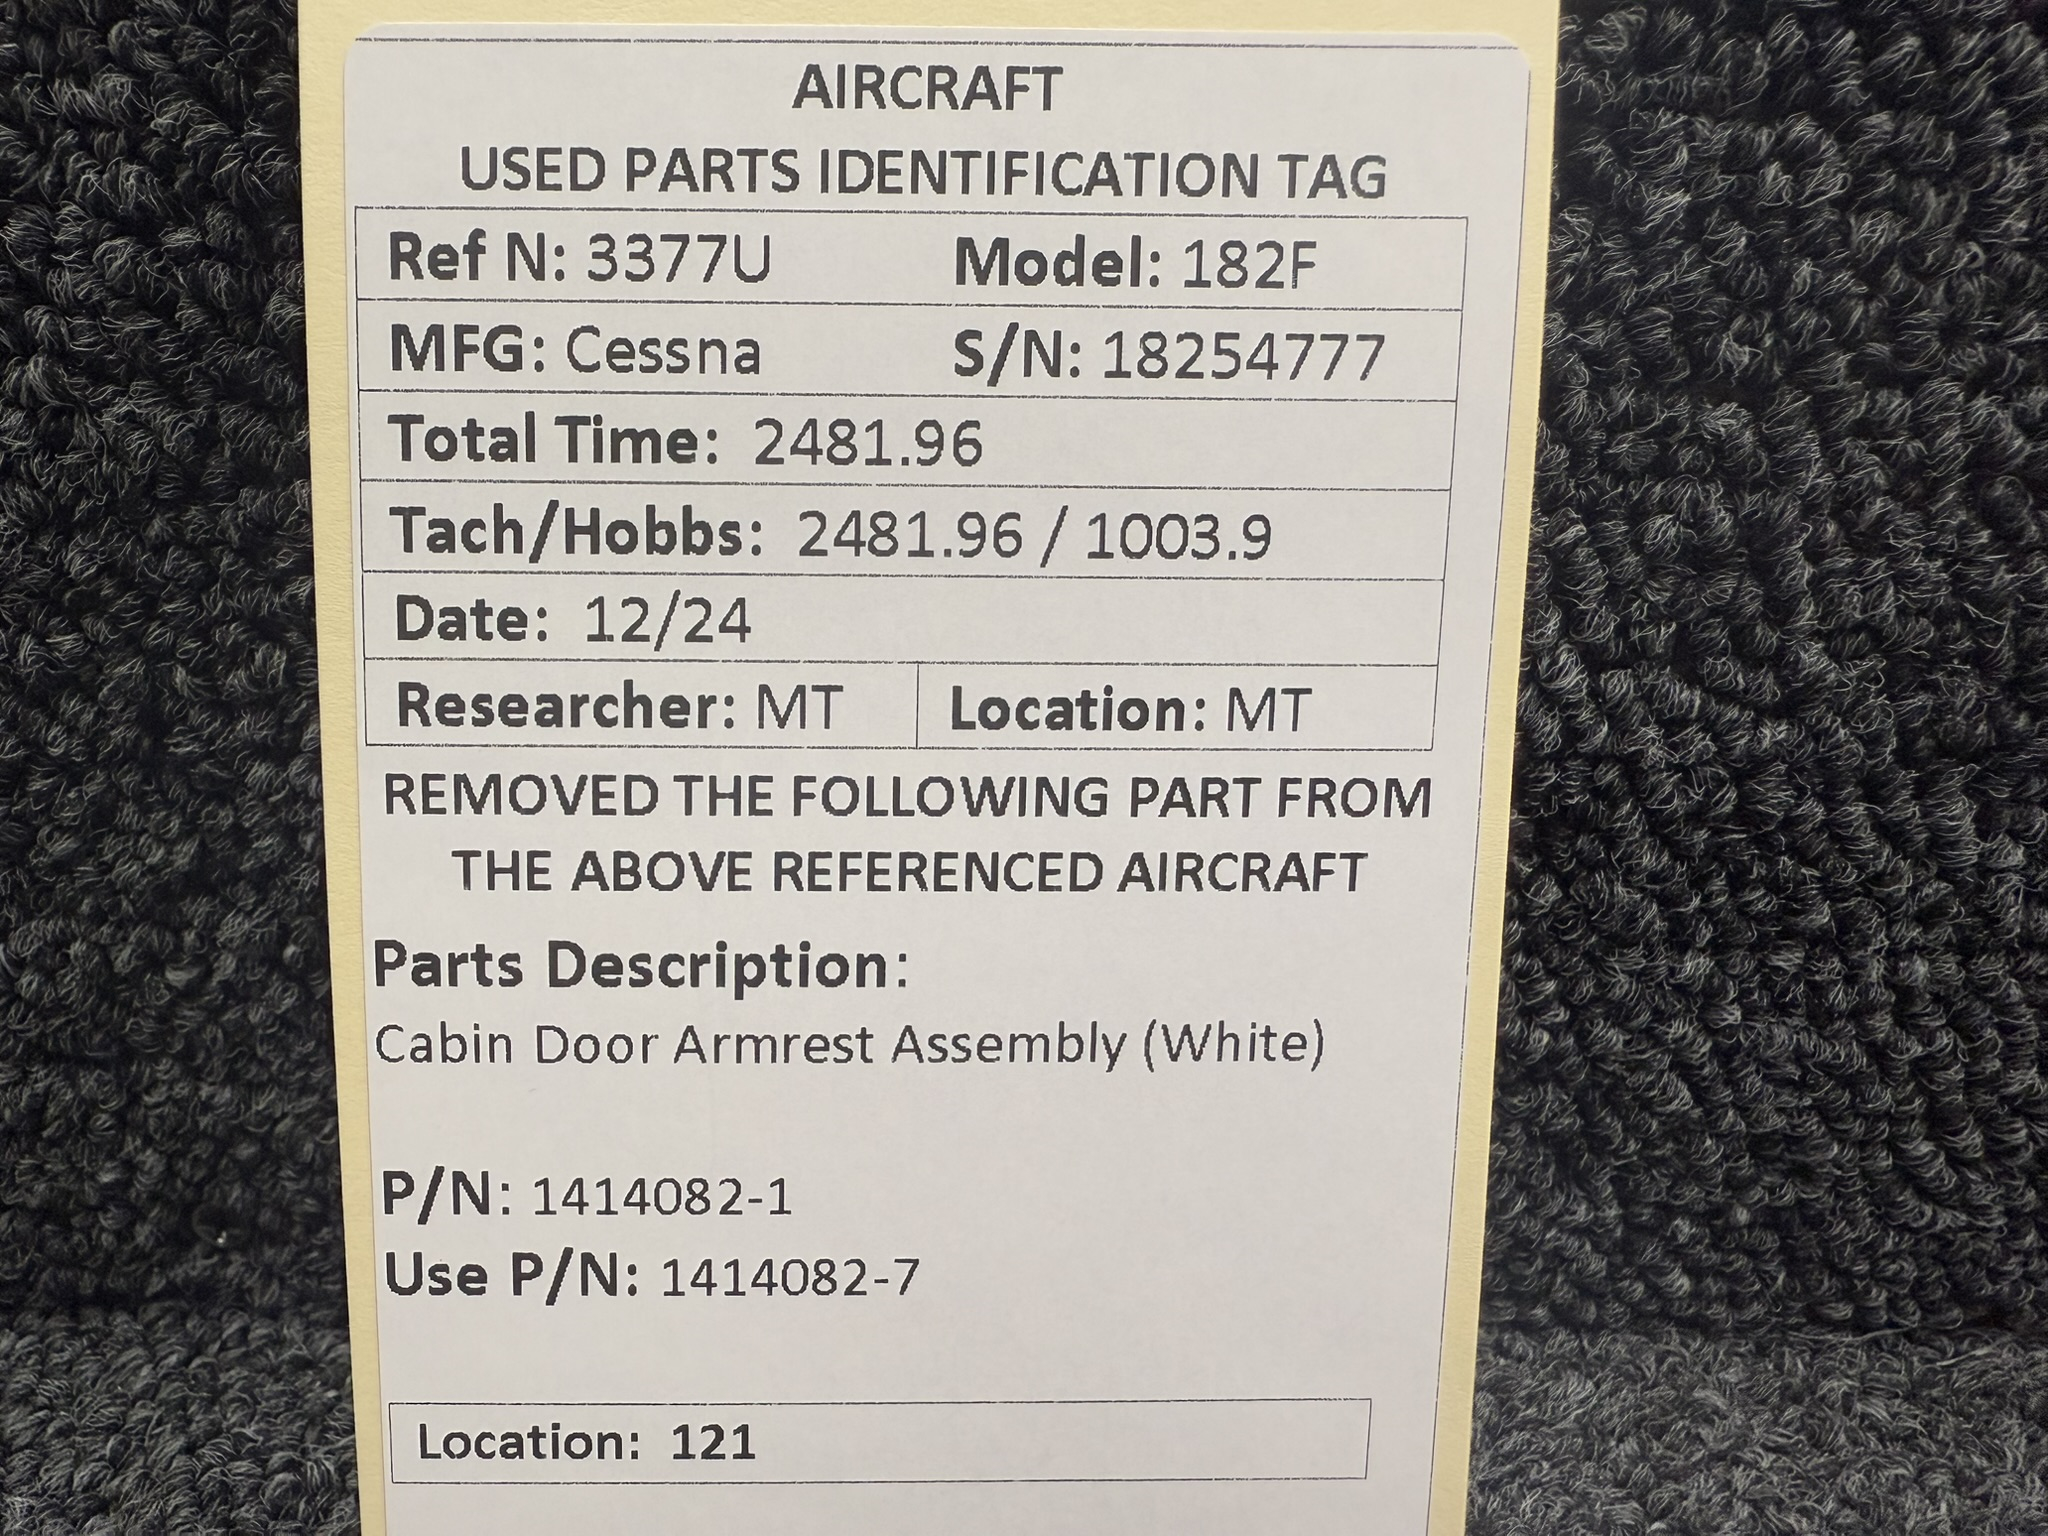 AIRCRAFT
USED PARTS IDENTIFICATION TAG
Ref N: 3377U Model: 182F
MFG: Cessna S/N: 18254777
Total Time: 2481.96
Tach/Hobbs: 2481.96 / 1003.9
Date: 12/24
Researcher: MT Location: MT
REMOVED THE FOLLOWING PART FROM
THE ABOVE REFERENCED AIRCRAFT
Parts Description:
Cabin Door Armrest Assembly (White)
P/N: 1414082-1
Use P/N: 1414082-7
Location: 121